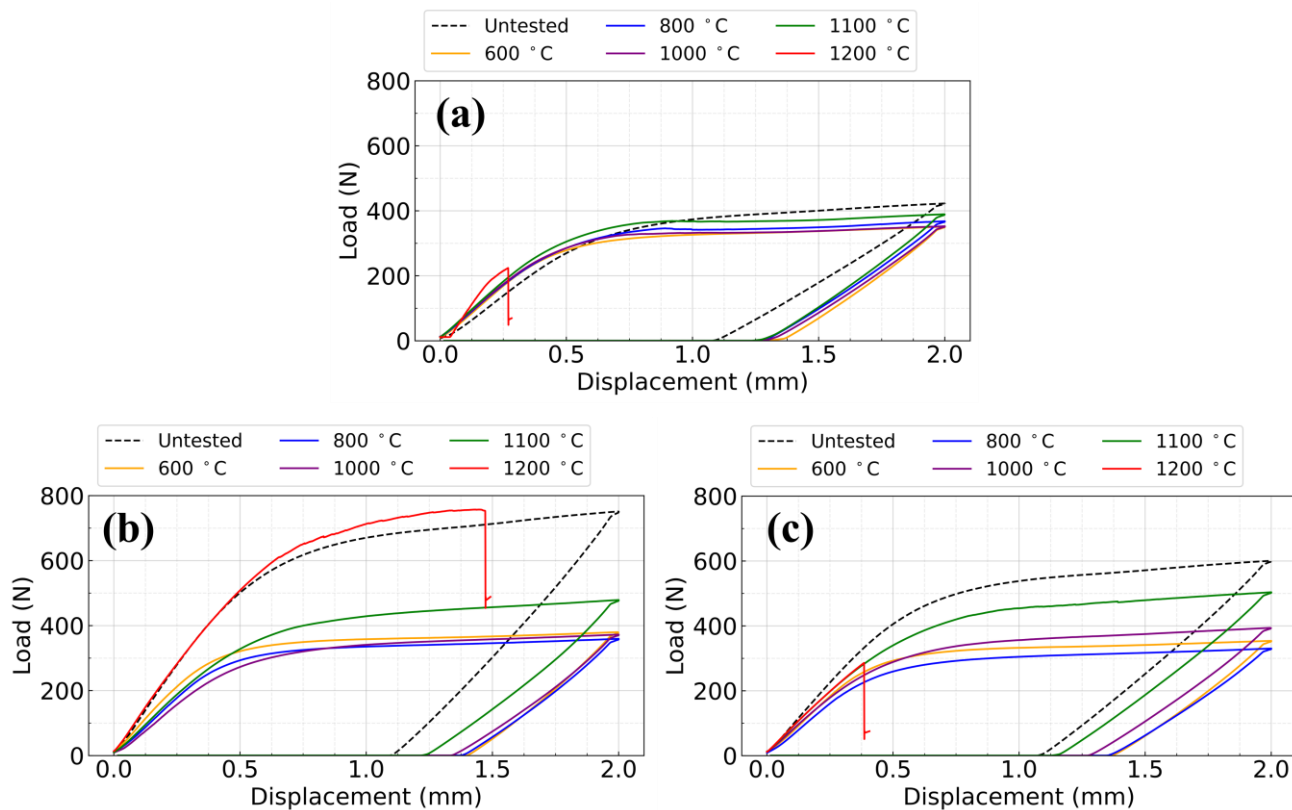 Untested 800 °C 1100 °C
600 °C 1000 °C 1200 °C
(a)
800
600
400
200
0
Load (N)
0.0 0.5 1.0 1.5 2.0
Displacement (mm)
Untested 800 °C 1100 °C
600 °C 1000 °C 1200 °C
(b)
800
600
400
200
0
Load (N)
0.0 0.5 1.0 1.5 2.0
Displacement (mm)
Untested 800 °C 1100 °C
600 °C 1000 °C 1200 °C
(c)
800
600
400
200
0
Load (N)
0.0 0.5 1.0 1.5 2.0
Displacement (mm)